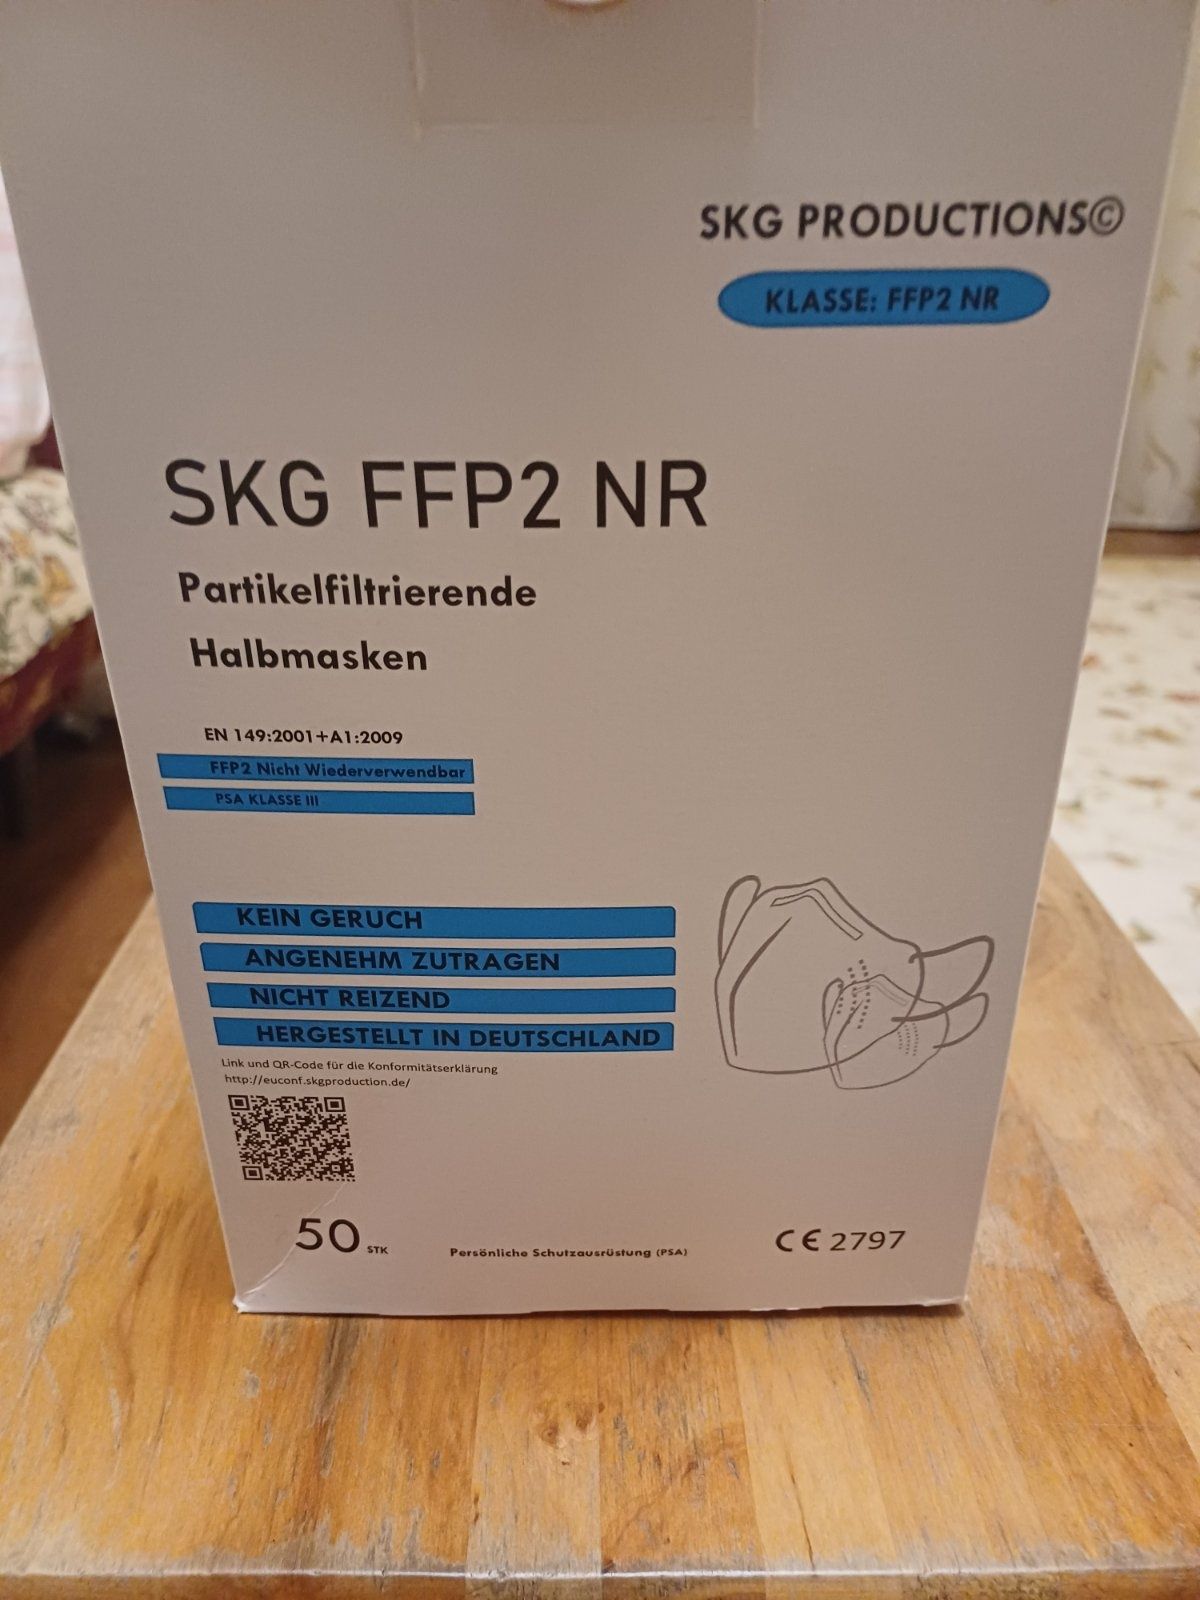 SKG PRODUCTIONS©
KLASSE: FFP2 NR
SKG FFP2 NR
Partikelfiltrierende
Halbmasken
EN 149:2001+A1:2009
FFP2 Nicht Wiederverwendbar
PSA KLASSE III
KEIN GERUCH
ANGENEHM ZUTRAGEN
NICHT REIZEND
HERGESTELLT IN DEUTSCHLAND
Link und QR-Code für die Konformitätserklärung
http://euconf.skgproduction.de/
50 STK
Persönliche Schutzausrüstung (PSA)
CE 2797